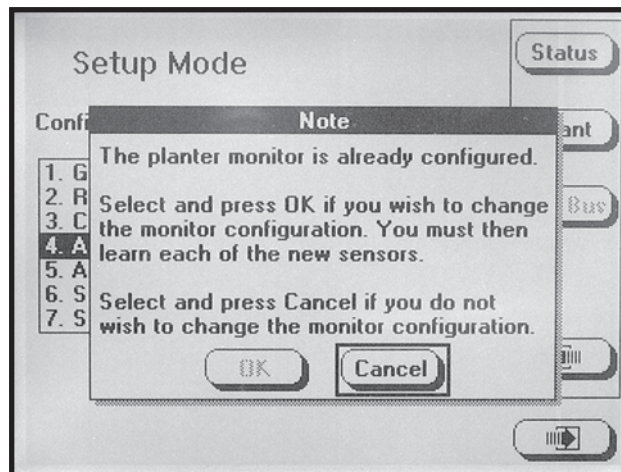 Setup Mode
Status
Confi
Note
ant
The planter monitor is already configured.
1. G
2. R
3. C
4. A
5. A
6. S
7. S
Select and press OK if you wish to change
the monitor configuration. You must then
learn each of the new sensors.
Bus
Select and press Cancel if you do not
wish to change the monitor configuration.
OK
Cancel